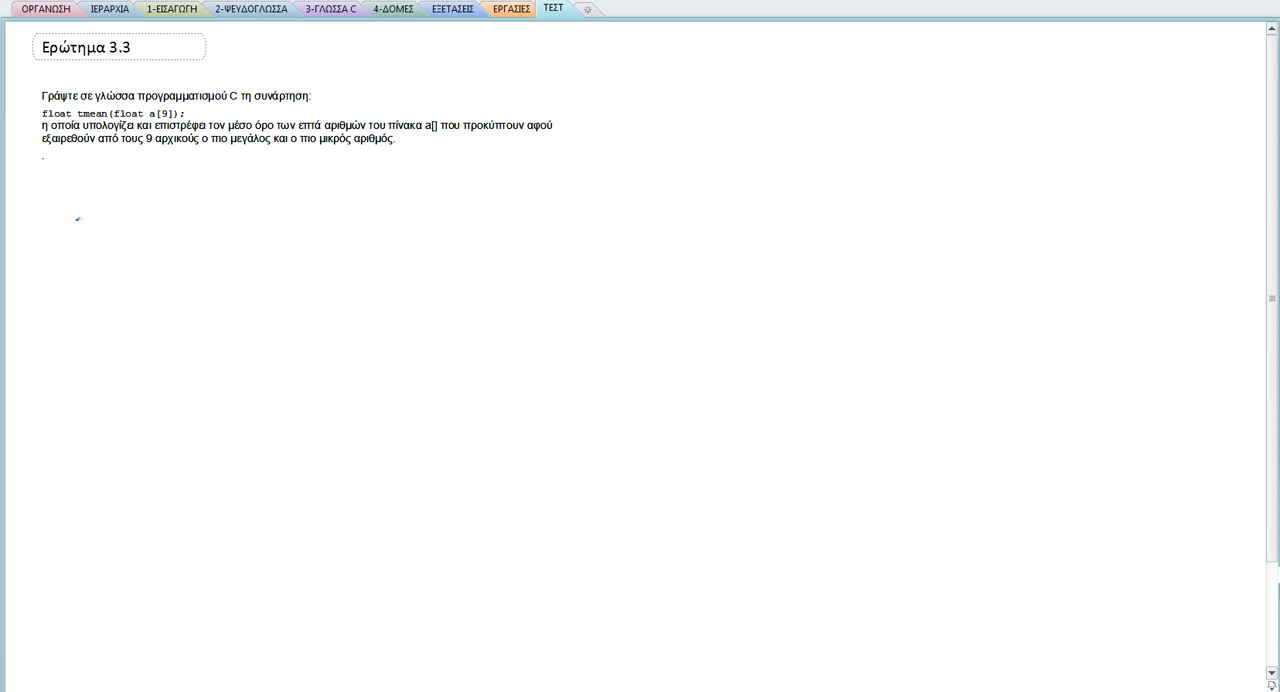 ΟΡΓΑΝΩΣΗ ΙΕΡΑΡΧΙΑ 1-ΕΙΣΑΓΩΓΗ 2-ΨΕΥΔΟΓΛΩΣΣΑ 3-ΓΛΩΣΣΑ C 4-ΔΟΜΕΣ ΕΞΕΤΑΣΕΙΣ ΕΡΓΑΣΙΕΣ ΤΕΣΤ
Ερώτημα 3.3
Γράψτε σε γλώσσα προγραμματισμού C τη συνάρτηση:
float tmean(float a[9]);
η οποία υπολογίζει και επιστρέφει τον μέσο όρο των επτά αριθμών του πίνακα a[] που προκύπτουν αφού
εξαιρεθούν από τους 9 αρχικούς ο πιο μεγάλος και ο πιο μικρός αριθμός.
.